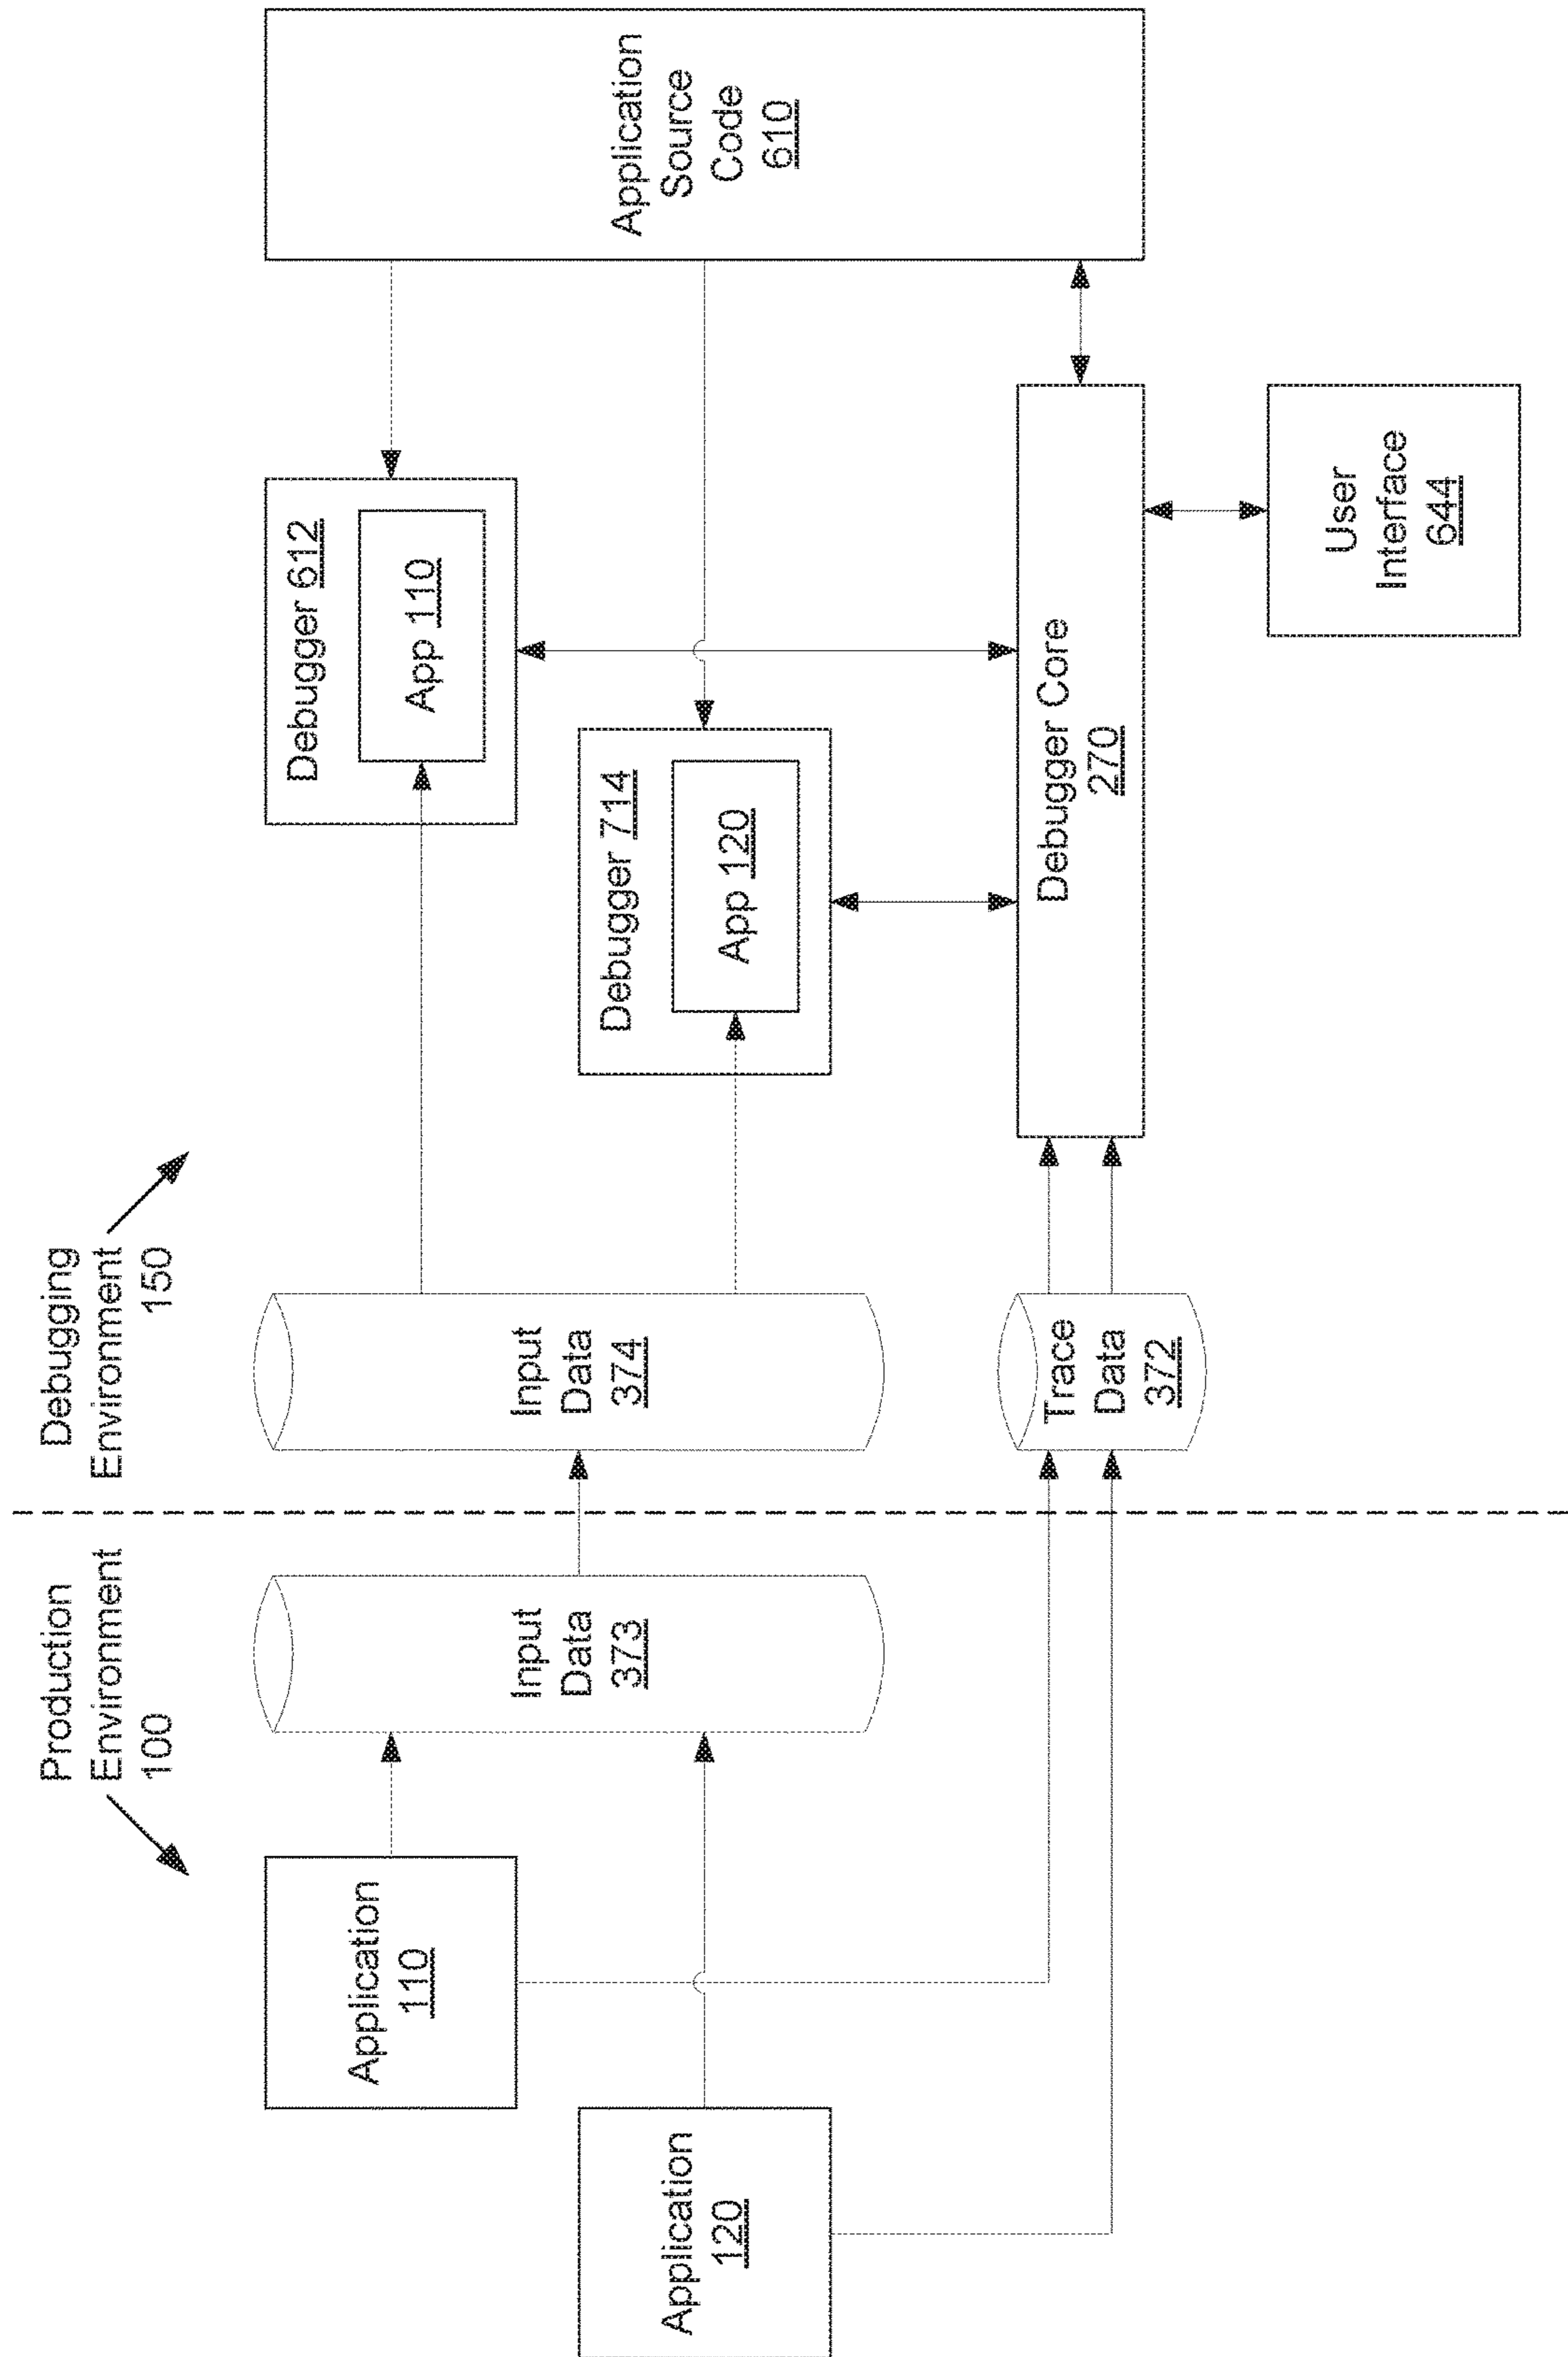 Production
Environment
100
Debugging
Environment
150
Application
110
Application
120
Input
Data
373
Input
Data
374
Trace
Data
372
Debugger 612
App 110
Debugger 714
App 120
Debugger Core
270
User
Interface
644
Application
Source
Code
610